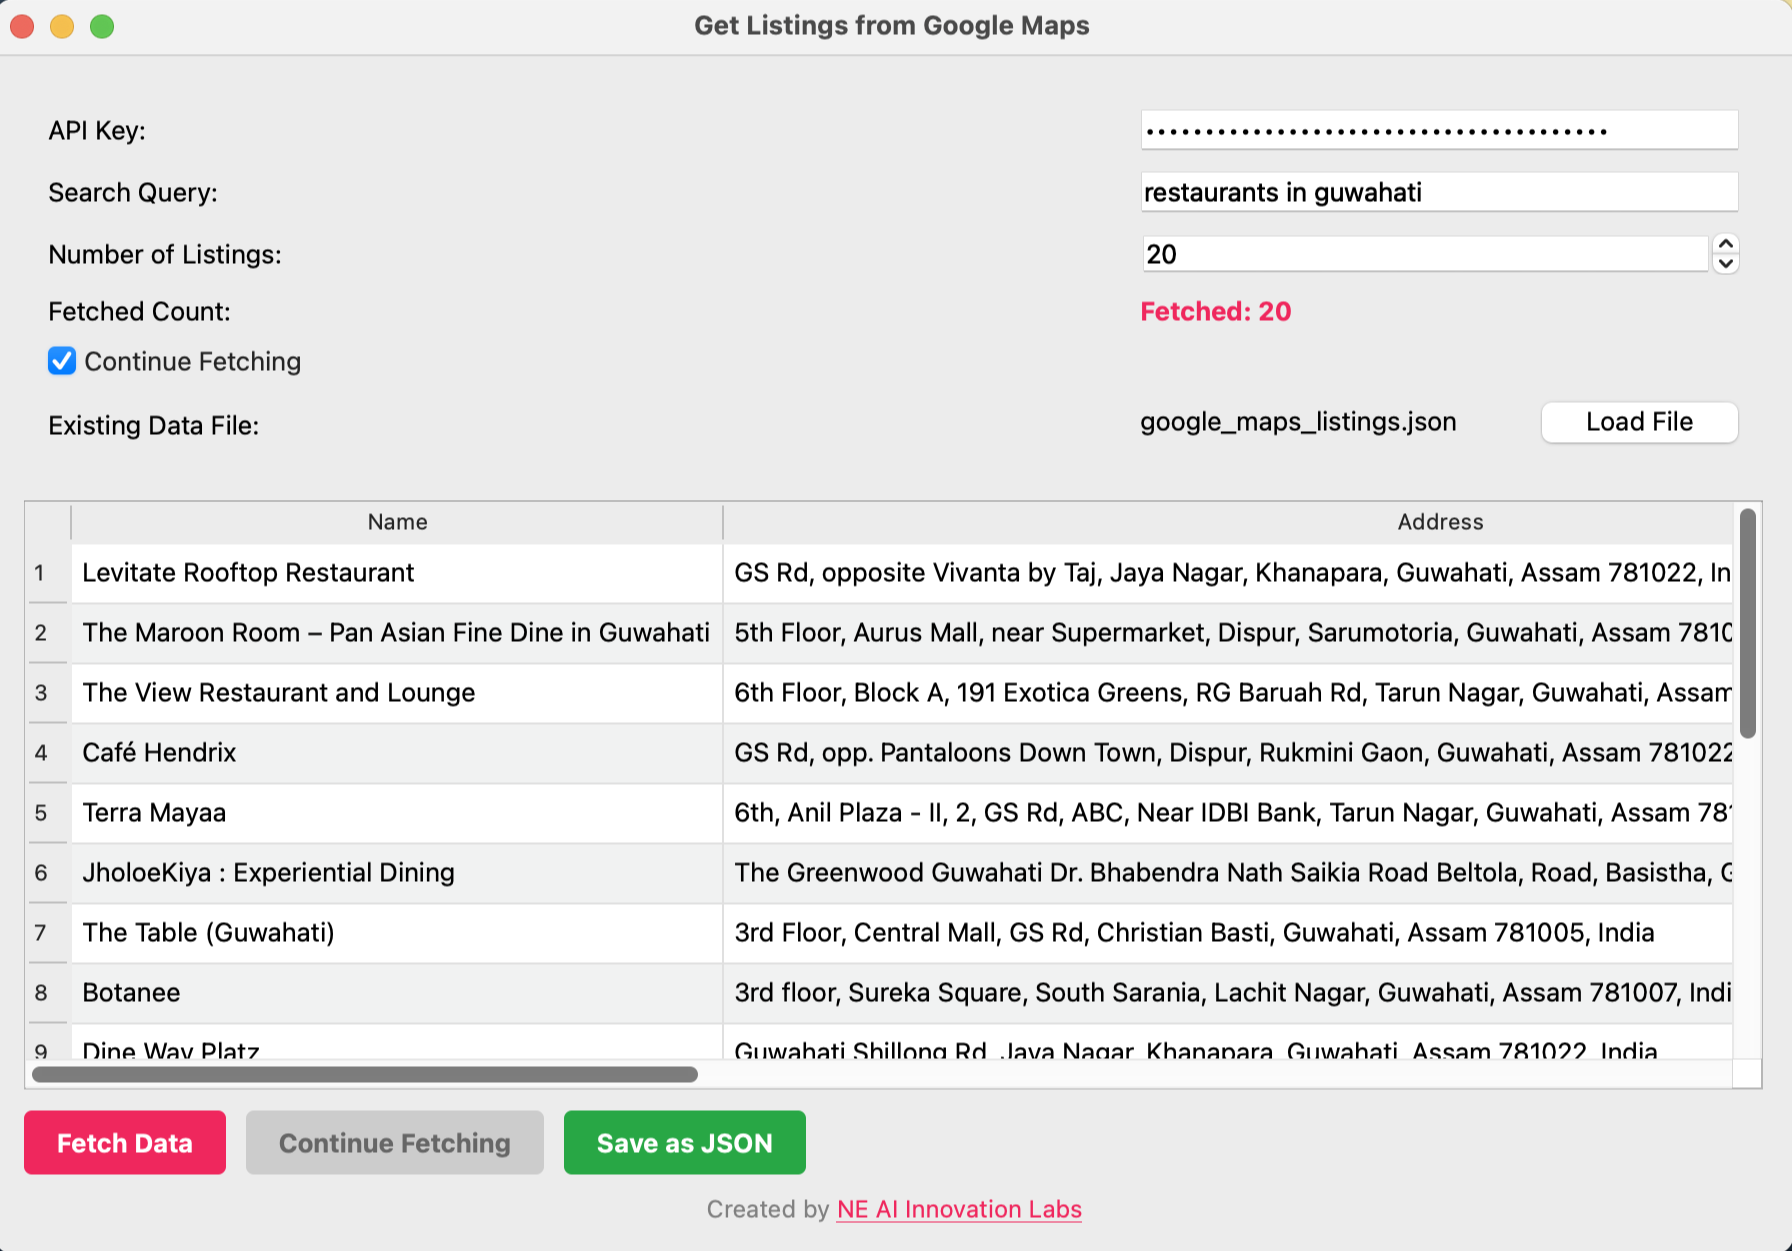 Get Listings from Google Maps
API Key: •••••••••••••••••••••••••••••••••••••••
Search Query: restaurants in guwahati
Number of Listings: 20
Fetched Count: Fetched: 20
Continue Fetching
Existing Data File: google_maps_listings.json Load File
Name Address
1 Levitate Rooftop Restaurant GS Rd, opposite Vivanta by Taj, Jaya Nagar, Khanapara, Guwahati, Assam 781022, In
2 The Maroon Room – Pan Asian Fine Dine in Guwahati 5th Floor, Aurus Mall, near Supermarket, Dispur, Sarumotoria, Guwahati, Assam 7810
3 The View Restaurant and Lounge 6th Floor, Block A, 191 Exotica Greens, RG Baruah Rd, Tarun Nagar, Guwahati, Assam
4 Café Hendrix GS Rd, opp. Pantaloons Down Town, Dispur, Rukmini Gaon, Guwahati, Assam 781022
5 Terra Mayaa 6th, Anil Plaza - II, 2, GS Rd, ABC, Near IDBI Bank, Tarun Nagar, Guwahati, Assam 781
6 JholoeKiya : Experiential Dining The Greenwood Guwahati Dr. Bhabendra Nath Saikia Road Beltola, Road, Basistha, G
7 The Table (Guwahati) 3rd Floor, Central Mall, GS Rd, Christian Basti, Guwahati, Assam 781005, India
8 Botanee 3rd floor, Sureka Square, South Sarania, Lachit Nagar, Guwahati, Assam 781007, Indi
9 Dine Way Platz Guwahati Shillong Rd, Jaya Nagar, Khanapara, Guwahati, Assam 781022, India
Fetch Data Continue Fetching Save as JSON
Created by NE AI Innovation Labs